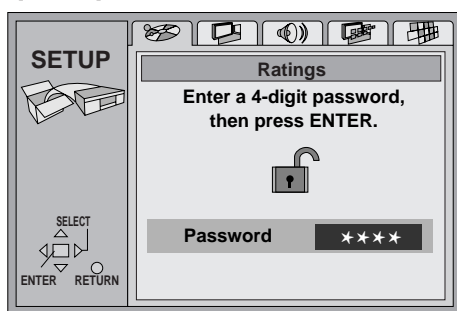 SETUP
Ratings
Enter a 4-digit password,
then press ENTER.
Password ★★★★
SELECT
ENTER RETURN